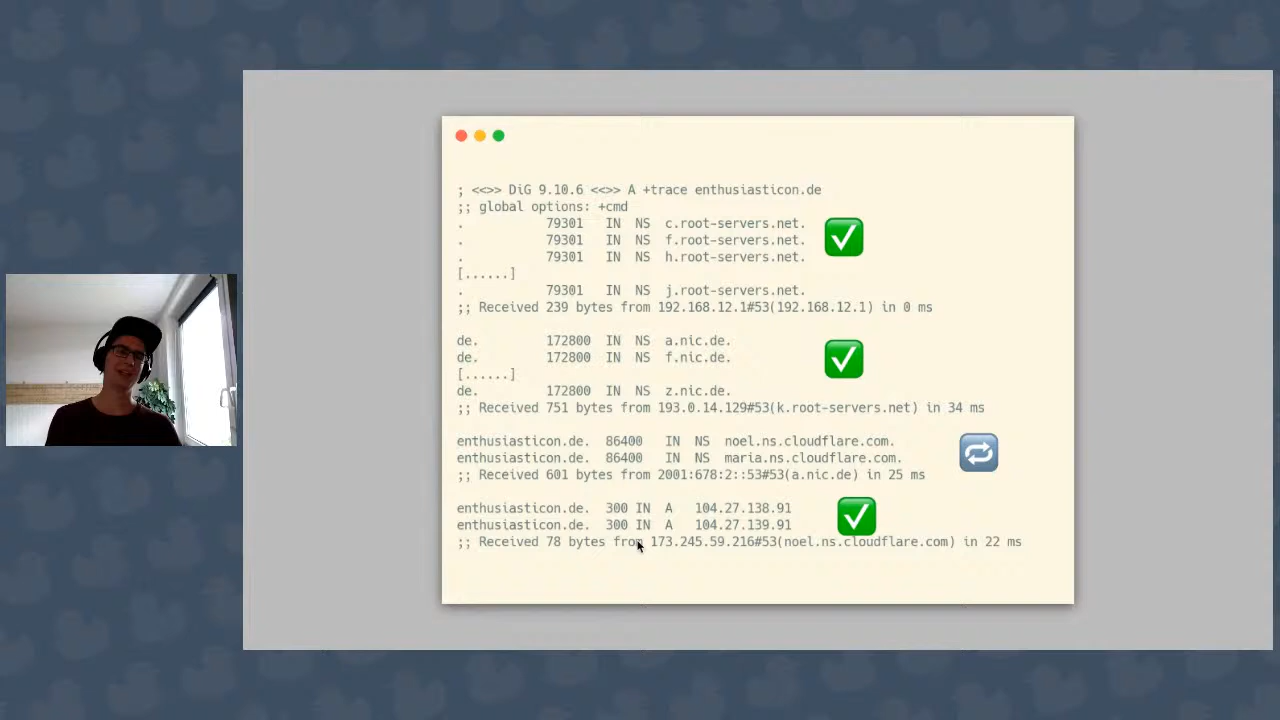 ; <<>> DiG 9.10.6 <<>> A +trace enthusiasticon.de
;; global options: +cmd
. 79301 IN NS c.root-servers.net.
. 79301 IN NS f.root-servers.net.
. 79301 IN NS h.root-servers.net.
[......]
. 79301 IN NS j.root-servers.net.
;; Received 239 bytes from 192.168.12.1#53(192.168.12.1) in 0 ms
de. 172800 IN NS a.nic.de.
de. 172800 IN NS f.nic.de.
[......]
de. 172800 IN NS z.nic.de.
;; Received 751 bytes from 193.0.14.129#53(k.root-servers.net) in 34 ms
enthusiasticon.de. 86400 IN NS noel.ns.cloudflare.com.
enthusiasticon.de. 86400 IN NS maria.ns.cloudflare.com.
;; Received 601 bytes from 2001:678:2::53#53(a.nic.de) in 25 ms
enthusiasticon.de. 300 IN A 104.27.138.91
enthusiasticon.de. 300 IN A 104.27.139.91
;; Received 78 bytes from 173.245.59.216#53(noel.ns.cloudflare.com) in 22 ms